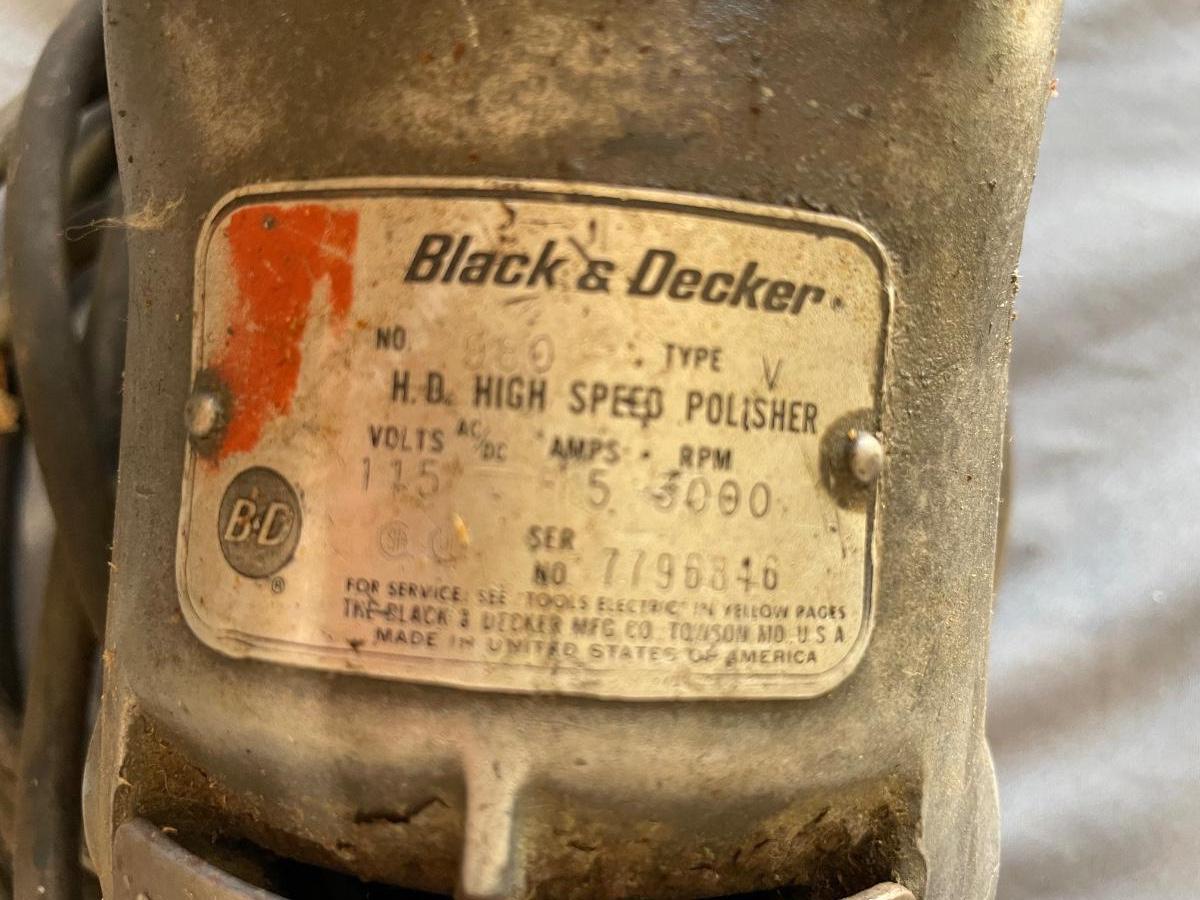 Black & Decker
NO. 980 TYPE V
H.D. HIGH SPEED POLISHER
VOLTS AC/DC AMPS RPM
115 5 3000
B·D
®
SER
NO 7796846
FOR SERVICE, SEE "TOOLS ELECTRIC" IN YELLOW PAGES
THE BLACK & DECKER MFG CO. TOWSON MD. U S A
MADE IN UNITED STATES OF AMERICA